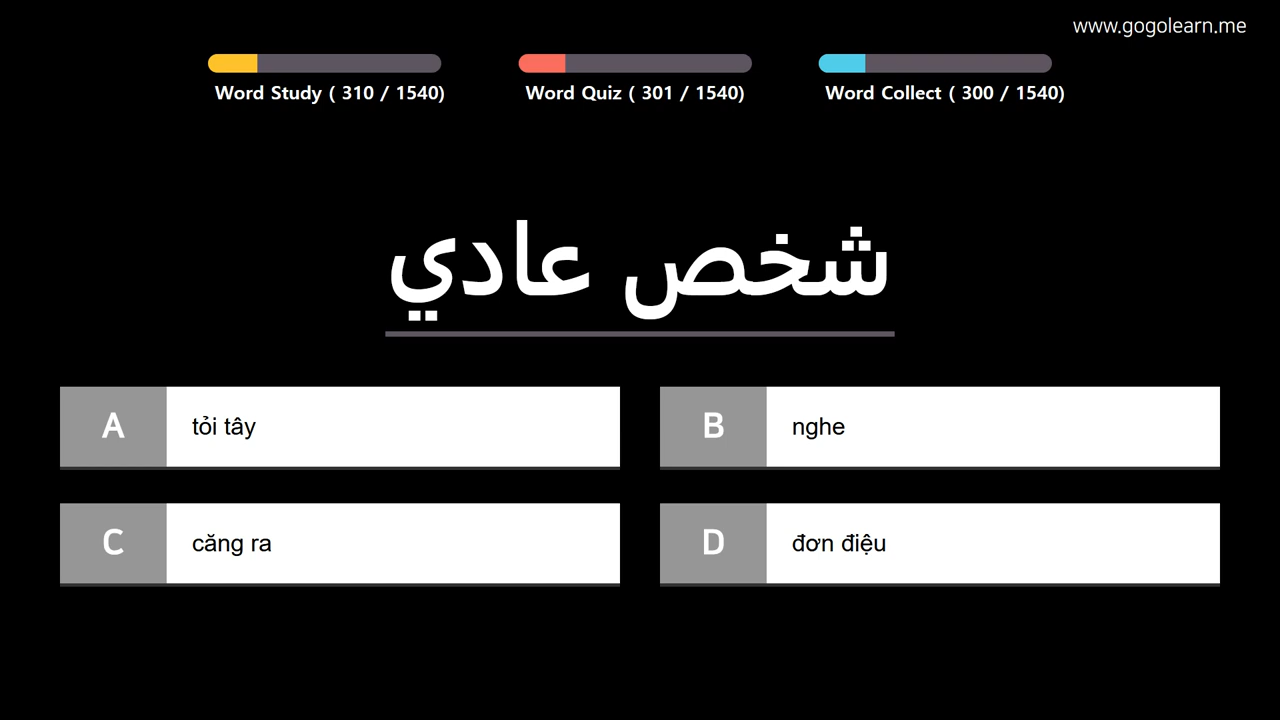 www.gogolearn.me
Word Study ( 310 / 1540)
Word Quiz ( 301 / 1540)
Word Collect ( 300 / 1540)
شخص عادي
A
tỏi tây
B
nghe
C
căng ra
D
đơn điệu